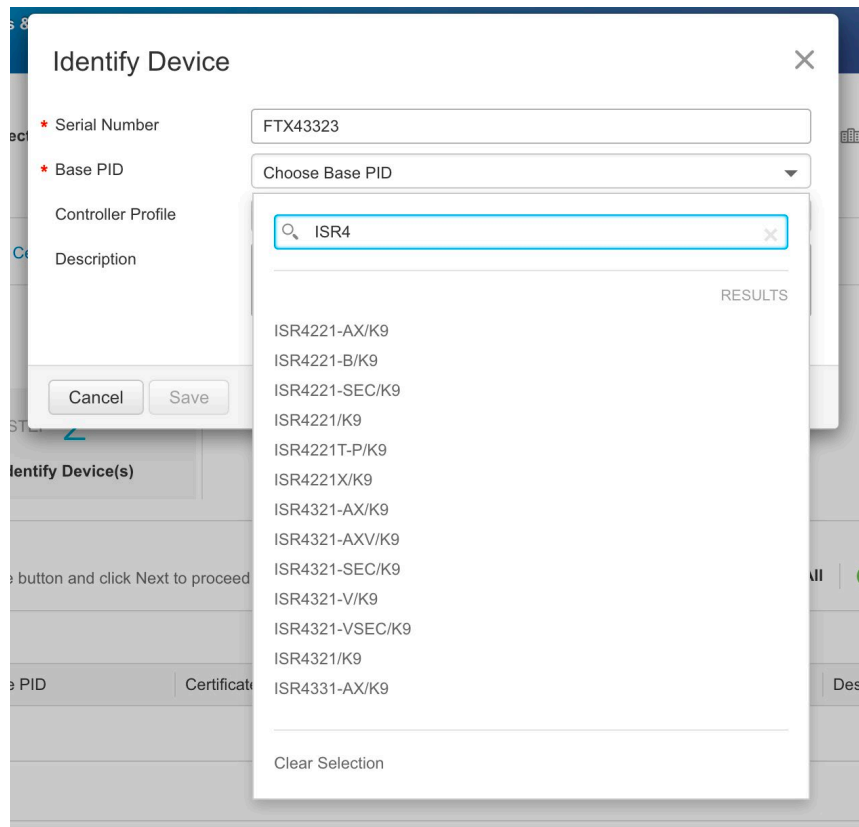 s &
Identify Device
* Serial Number
FTX43323
* Base PID
Choose Base PID
Controller Profile
ISR4
Description
RESULTS
ISR4221-AX/K9
ISR4221-B/K9
ISR4221-SEC/K9
ISR4221/K9
ISR4221T-P/K9
ISR4221X/K9
ISR4321-AX/K9
ISR4321-AXV/K9
ISR4321-SEC/K9
ISR4321-V/K9
ISR4321-VSEC/K9
ISR4321/K9
ISR4331-AX/K9
Clear Selection
Cancel
Save
2
dentify Device(s)
button and click Next to proceed
PID
Certificate